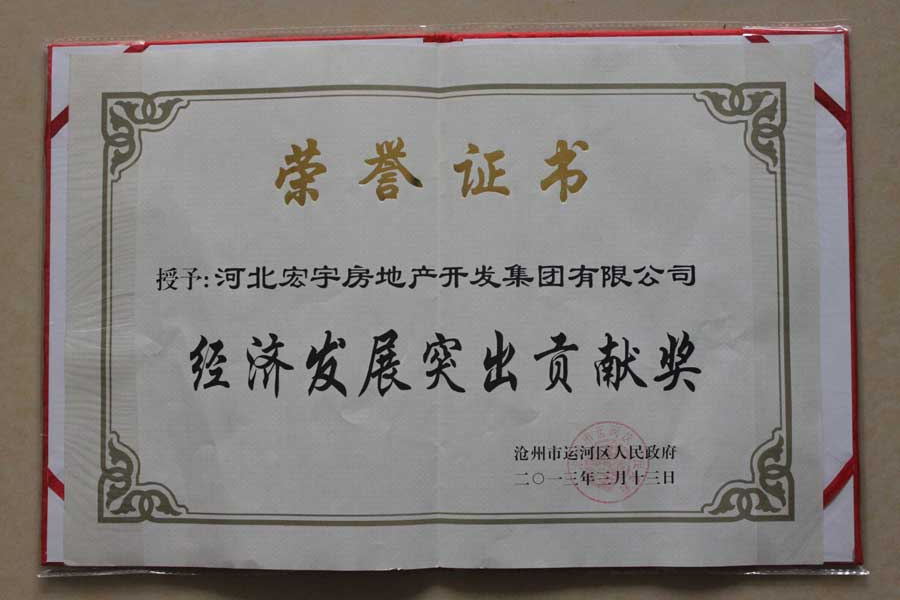 荣誉证书
授予:河北宏宇房地产开发集团有限公司
经济发展突出贡献奖
沧州市运河区人民政府
二〇一三年三月十三日